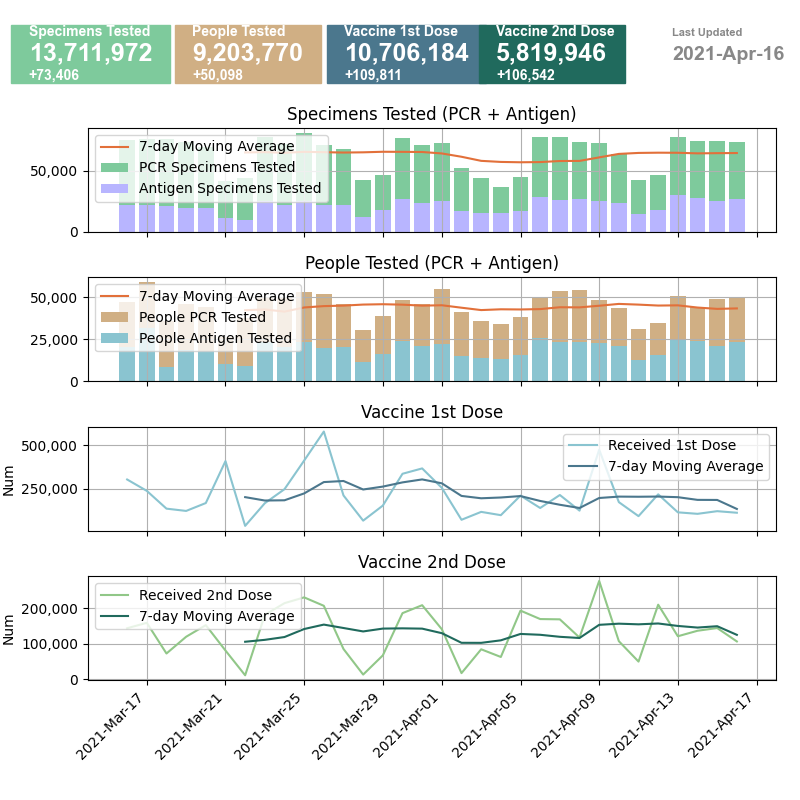 Specimens Tested
13,711,972
+73,406
People Tested
9,203,770
+50,098
Vaccine 1st Dose
10,706,184
+109,811
Vaccine 2nd Dose
5,819,946
+106,542
Last Updated
2021-Apr-16
Specimens Tested (PCR + Antigen)
7-day Moving Average
PCR Specimens Tested
Antigen Specimens Tested
50,000
0
People Tested (PCR + Antigen)
7-day Moving Average
People PCR Tested
People Antigen Tested
50,000
25,000
0
Vaccine 1st Dose
Received 1st Dose
7-day Moving Average
500,000
250,000
Num
Vaccine 2nd Dose
Received 2nd Dose
7-day Moving Average
200,000
100,000
0
Num
2021-Mar-17
2021-Mar-21
2021-Mar-25
2021-Mar-29
2021-Apr-01
2021-Apr-05
2021-Apr-09
2021-Apr-13
2021-Apr-17